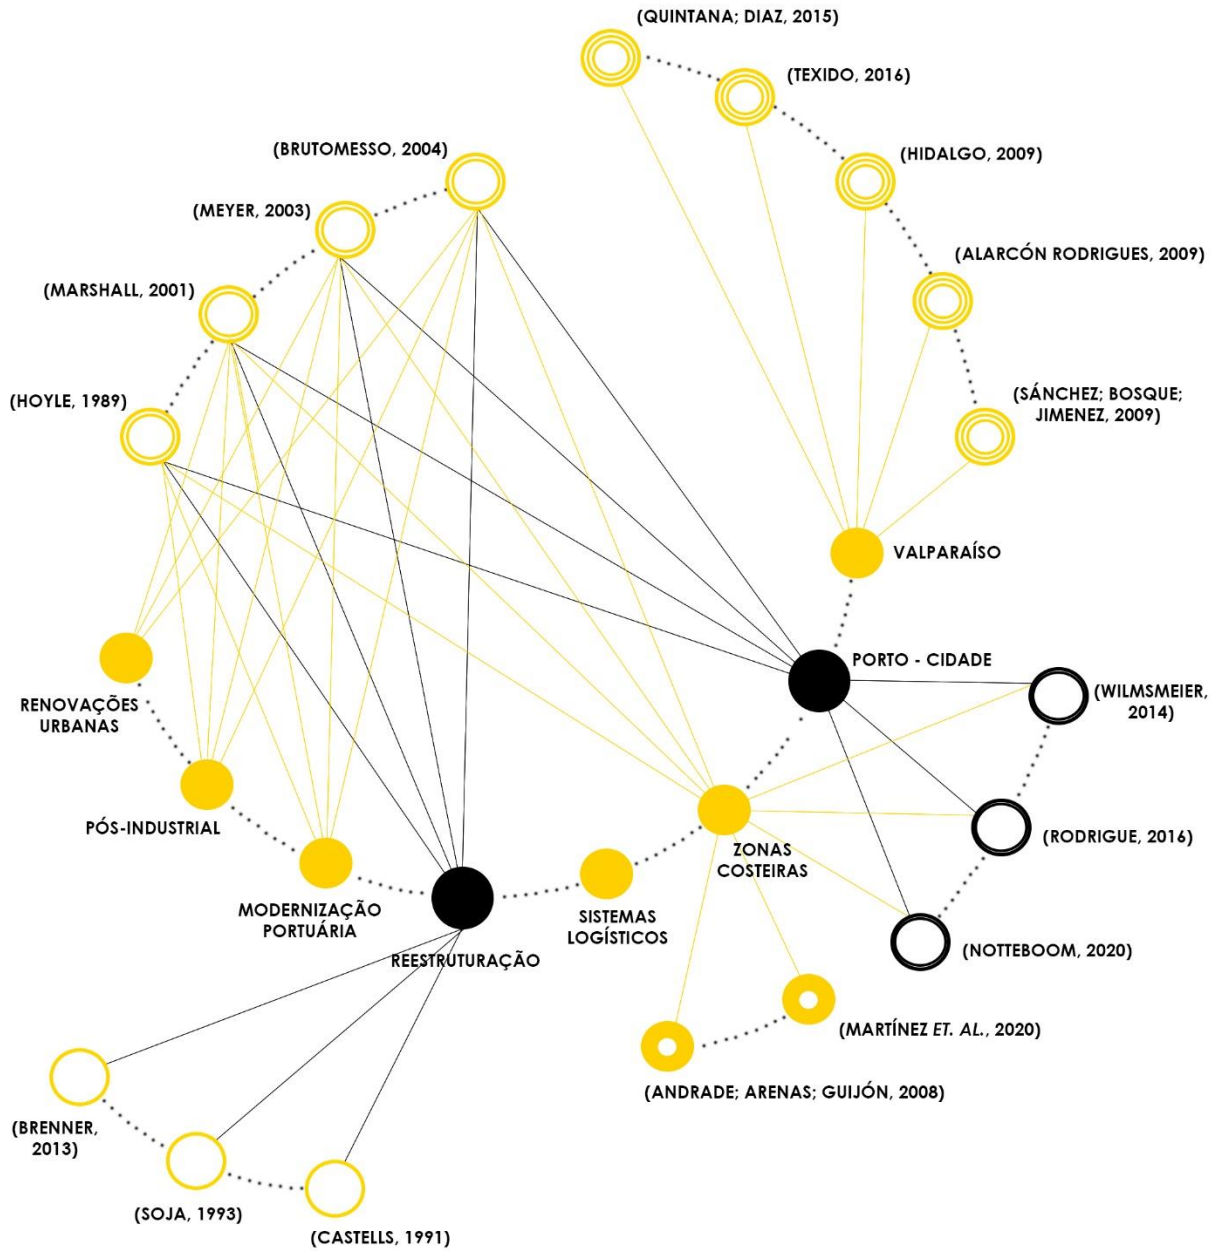 (QUINTANA; DIAZ, 2015)
(TEXIDO, 2016)
(BRUTOMESSO, 2004)
(HIDALGO, 2009)
(MEYER, 2003)
(ALARCÓN RODRIGUES, 2009)
(MARSHALL, 2001)
(HOYLE, 1989)
(SÁNCHEZ; BOSQUE;
JIMENEZ, 2009)
VALPARAÍSO
PORTO - CIDADE
RENOVAÇÕES
URBANAS
(WILMSMEIER,
2014)
PÓS-INDUSTRIAL
(RODRIGUE, 2016)
ZONAS
COSTEIRAS
MODERNIZAÇÃO
PORTUÁRIA
SISTEMAS
LOGÍSTICOS
REESTRUTURAÇÃO
(NOTTEBOOM, 2020)
(MARTÍNEZ ET. AL., 2020)
(ANDRADE; ARENAS; GUIJÓN, 2008)
(BRENNER,
2013)
(SOJA, 1993)
(CASTELLS, 1991)